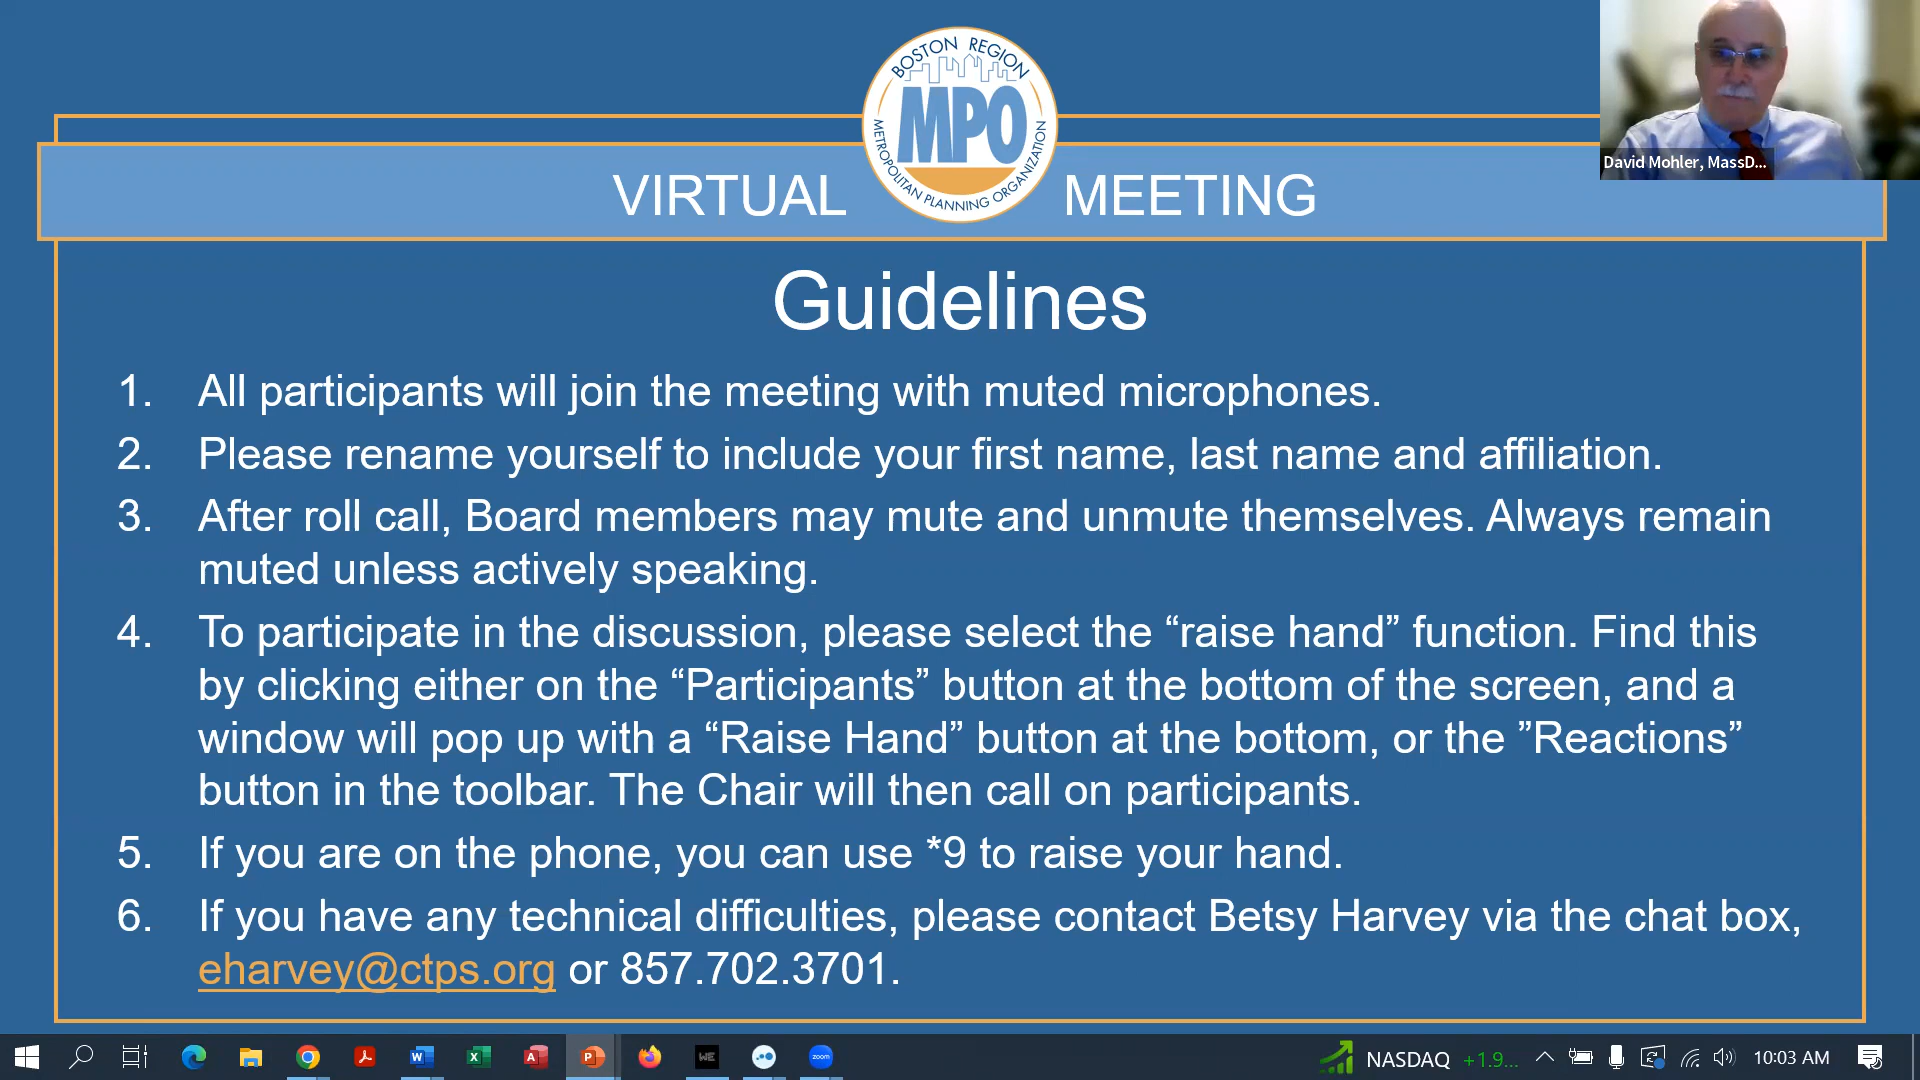 BOSTON REGION
MPO
METROPOLITAN PLANNING ORGANIZATION
David Mohler, MassD...
VIRTUAL MEETING
Guidelines
1. All participants will join the meeting with muted microphones.
2. Please rename yourself to include your first name, last name and affiliation.
3. After roll call, Board members may mute and unmute themselves. Always remain
muted unless actively speaking.
4. To participate in the discussion, please select the “raise hand” function. Find this
by clicking either on the “Participants” button at the bottom of the screen, and a
window will pop up with a “Raise Hand” button at the bottom, or the ”Reactions”
button in the toolbar. The Chair will then call on participants.
5. If you are on the phone, you can use *9 to raise your hand.
6. If you have any technical difficulties, please contact Betsy Harvey via the chat box,
eharvey@ctps.org or 857.702.3701.
W X A P WE zoom NASDAQ +1.9... 10:03 AM